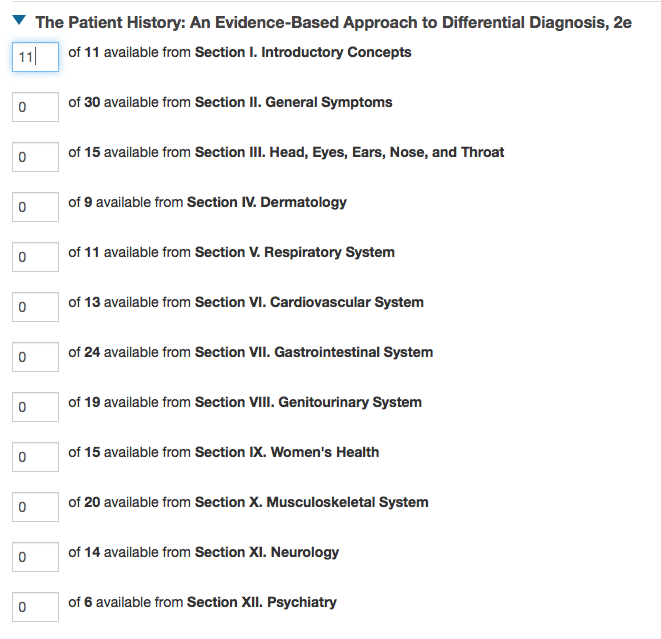 The Patient History: An Evidence-Based Approach to Differential Diagnosis, 2e
11 of 11 available from Section I. Introductory Concepts
0 of 30 available from Section II. General Symptoms
0 of 15 available from Section III. Head, Eyes, Ears, Nose, and Throat
0 of 9 available from Section IV. Dermatology
0 of 11 available from Section V. Respiratory System
0 of 13 available from Section VI. Cardiovascular System
0 of 24 available from Section VII. Gastrointestinal System
0 of 19 available from Section VIII. Genitourinary System
0 of 15 available from Section IX. Women's Health
0 of 20 available from Section X. Musculoskeletal System
0 of 14 available from Section XI. Neurology
0 of 6 available from Section XII. Psychiatry